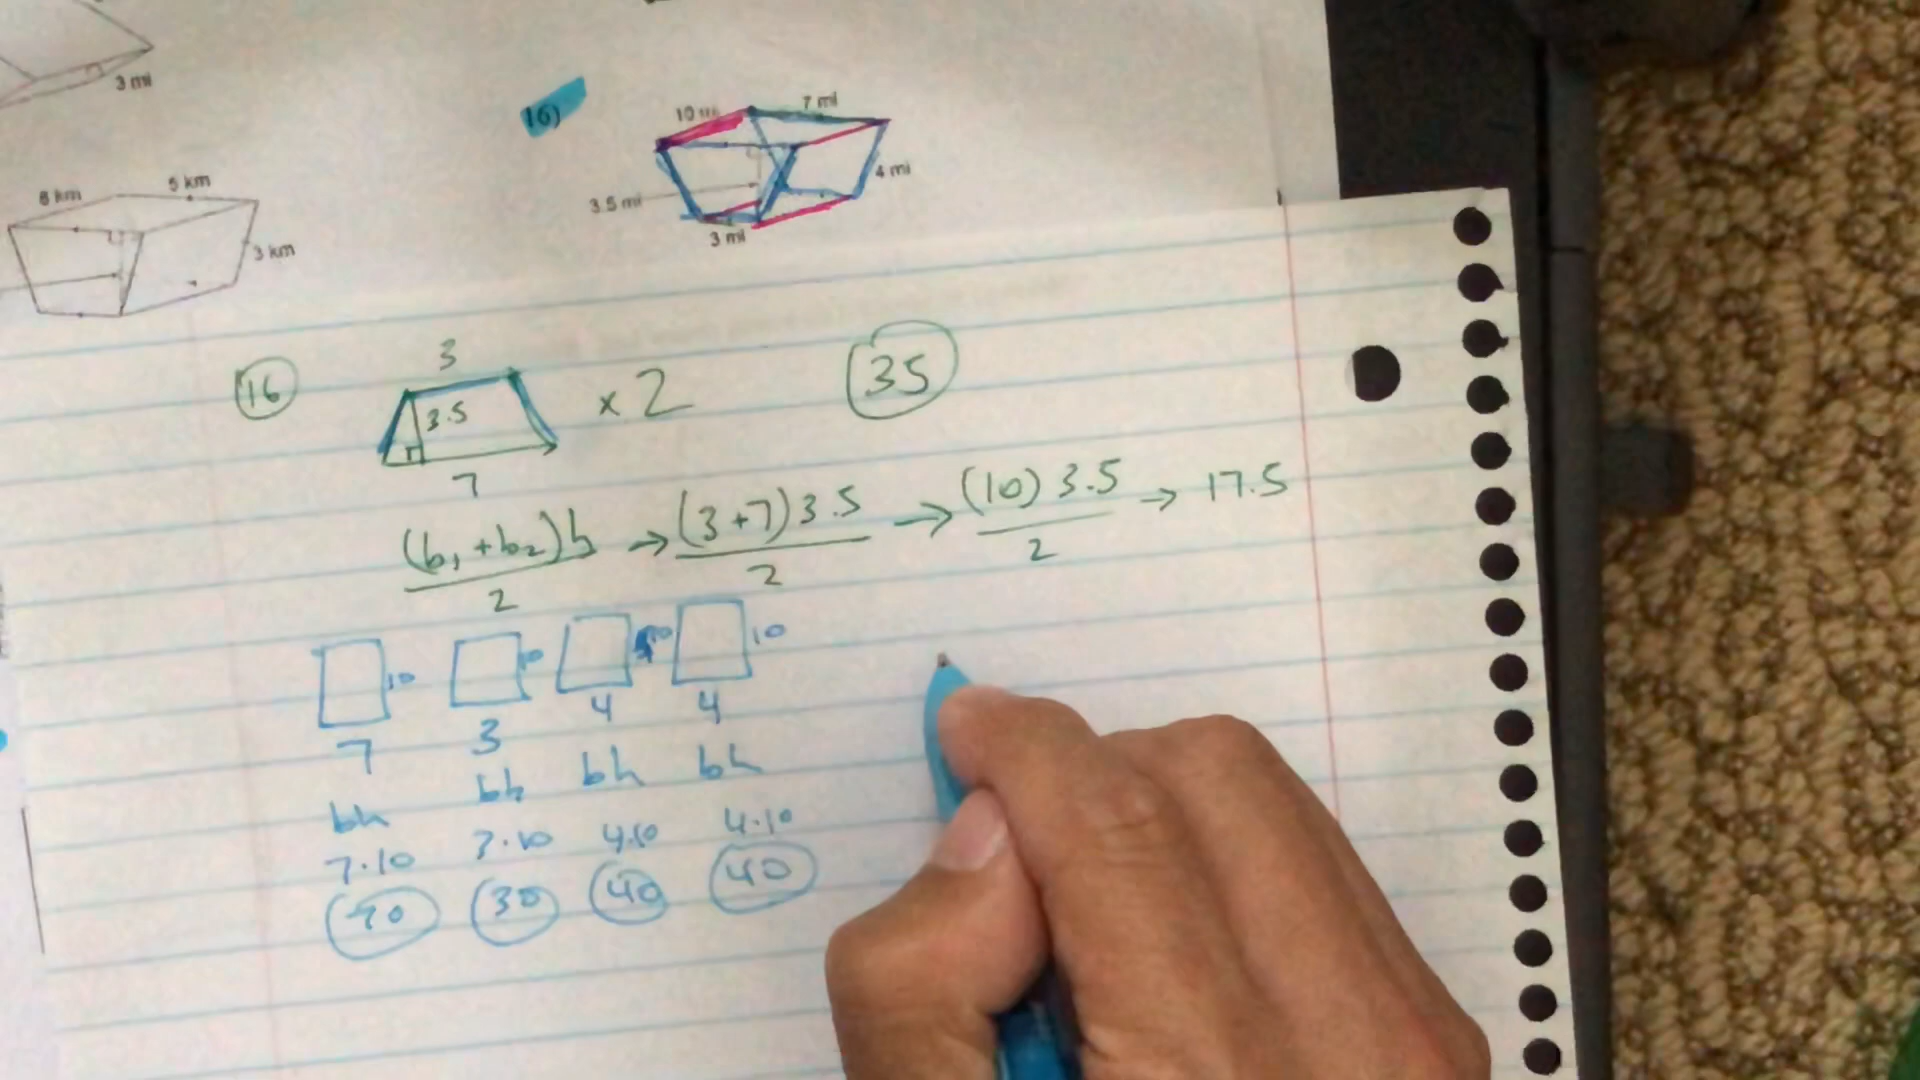 3 mi
16)
10
7 mi
4 mi
3.5 mi
3 mi
8 km
5 km
3 km
16
3
3.5
7
x 2
35
(b₁ + b₂)h / 2 → (3+7)3.5 / 2 → (10)3.5 / 2 → 17.5
10 10 10 10
7 3 4 4
bh bh bh bh
7·10 3·10 4·10 4·10
70 30 40 40